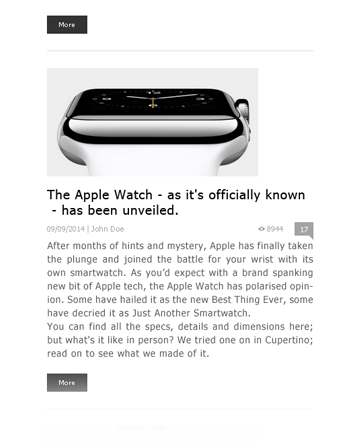 More
The Apple Watch - as it's officially known
- has been unveiled.
09/09/2014 | John Doe 8944 17
After months of hints and mystery, Apple has finally taken
the plunge and joined the battle for your wrist with its
own smartwatch. As you'd expect with a brand spanking
new bit of Apple tech, the Apple Watch has polarised opin-
ion. Some have hailed it as the new Best Thing Ever, some
have decried it as Just Another Smartwatch.
You can find all the specs, details and dimensions here;
but what's it like in person? We tried one on in Cupertino;
read on to see what we made of it.
More